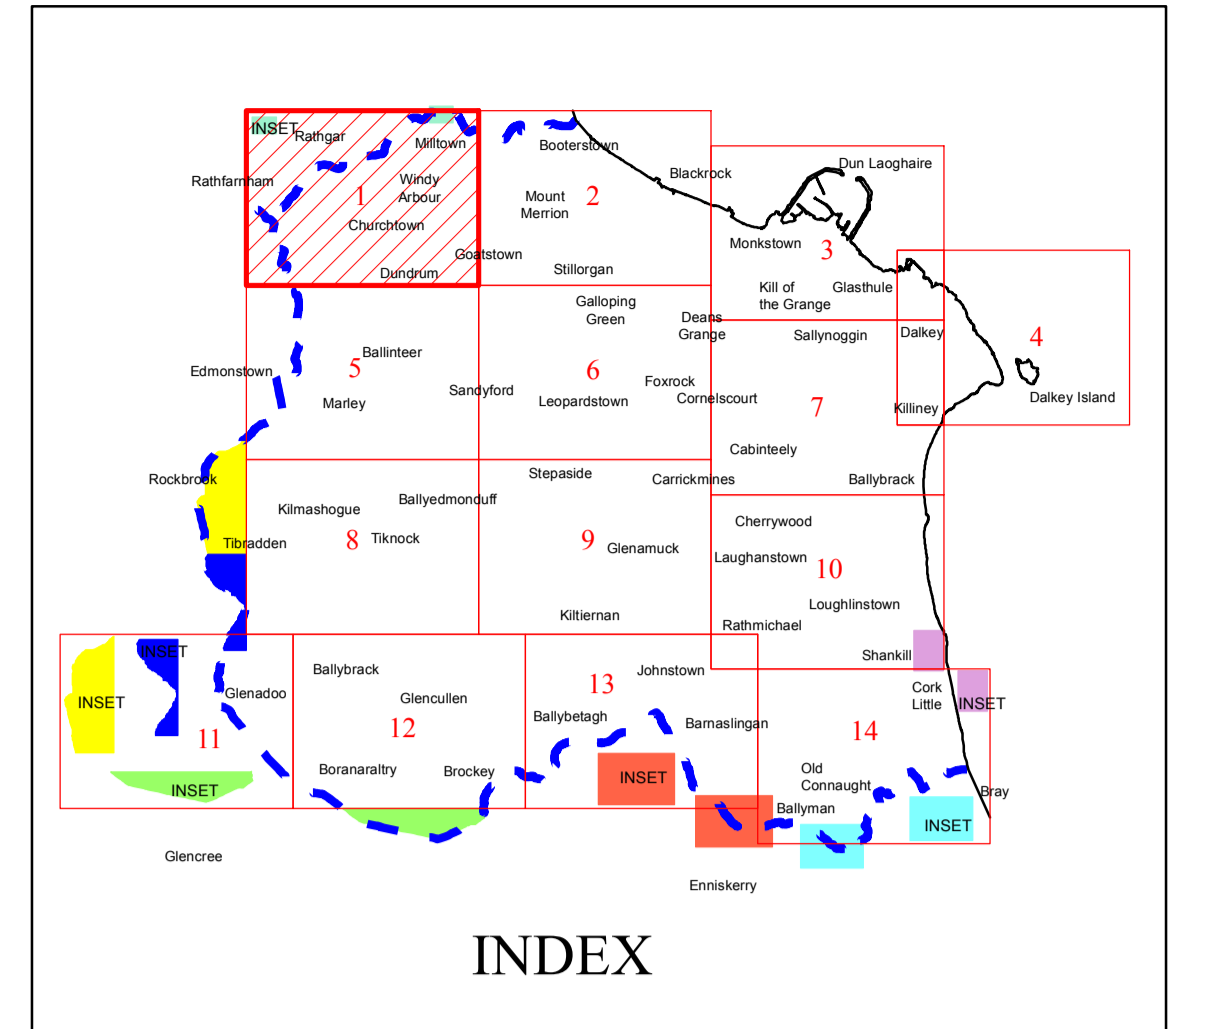 INSET
Rathgar
Milltown
Booterstown
Rathfarnham
Windy
Arbour
1
Churchtown
Dundrum
Goatstown
Mount
Merrion
2
Stillorgan
Blackrock
Dun Laoghaire
Monkstown
3
Kill of
the Grange
Glasthule
Galloping
Green
Deans
Grange
Sallynoggin
Dalkey
4
Dalkey Island
Edmonstown
5
Ballinteer
Marley
Sandyford
6
Leopardstown
Foxrock
Cornelscourt
7
Killiney
Cabinteely
Ballybrack
Rockbrook
Tibradden
Kilmashogue
Ballyedmonduff
8
Tiknock
Stepaside
Carrickmines
9
Glenamuck
Kiltiernan
Cherrywood
Laughanstown
10
Loughlinstown
Rathmichael
Shankill
INSET
INSET
Glenadoo
11
INSET
Ballybrack
Glencullen
12
Boranaraltry
Brockey
13
Johnstown
Ballybetagh
Barnaslingan
INSET
Cork
Little
INSET
14
Old
Connaught
Bray
Ballyman
INSET
Glencree
Enniskerry
INDEX